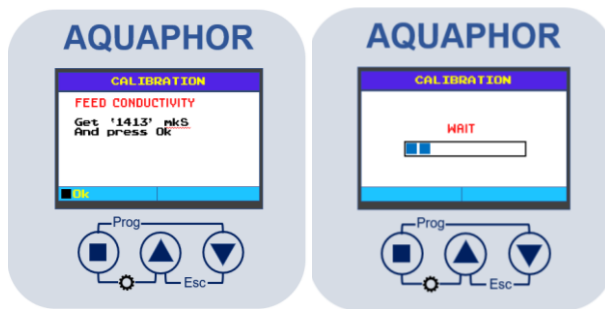 AQUAPHOR
CALIBRATION
FEED CONDUCTIVITY
Get '1413' mkS
And press Ok
Ok
Prog
Esc
AQUAPHOR
CALIBRATION
WAIT
Prog
Esc